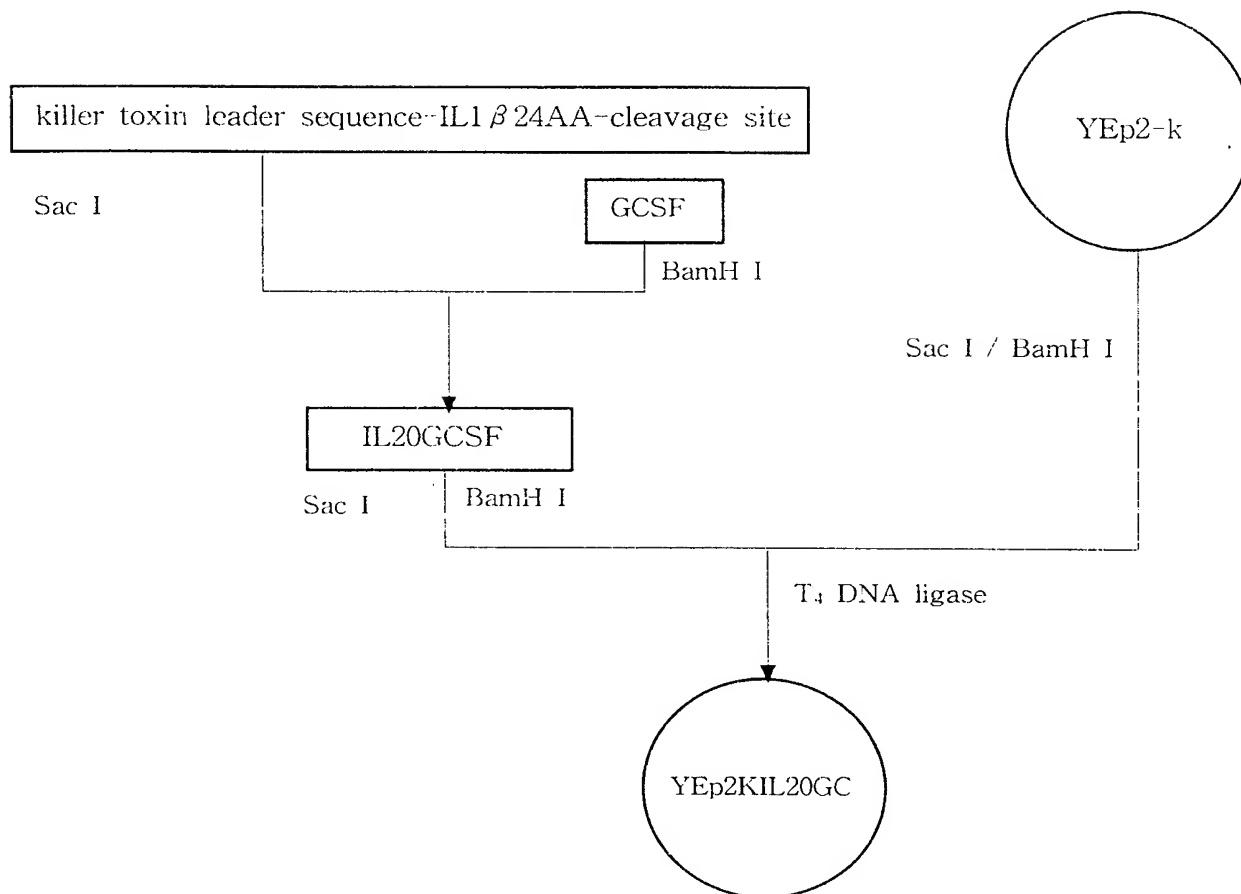 killer toxin leader sequence-IL1β24AA-cleavage site
YEp2-k
Sac I
GCSF
BamH I
Sac I / BamH I
IL20GCSF
Sac I
BamH I
T₄ DNA ligase
YEp2KIL20GC